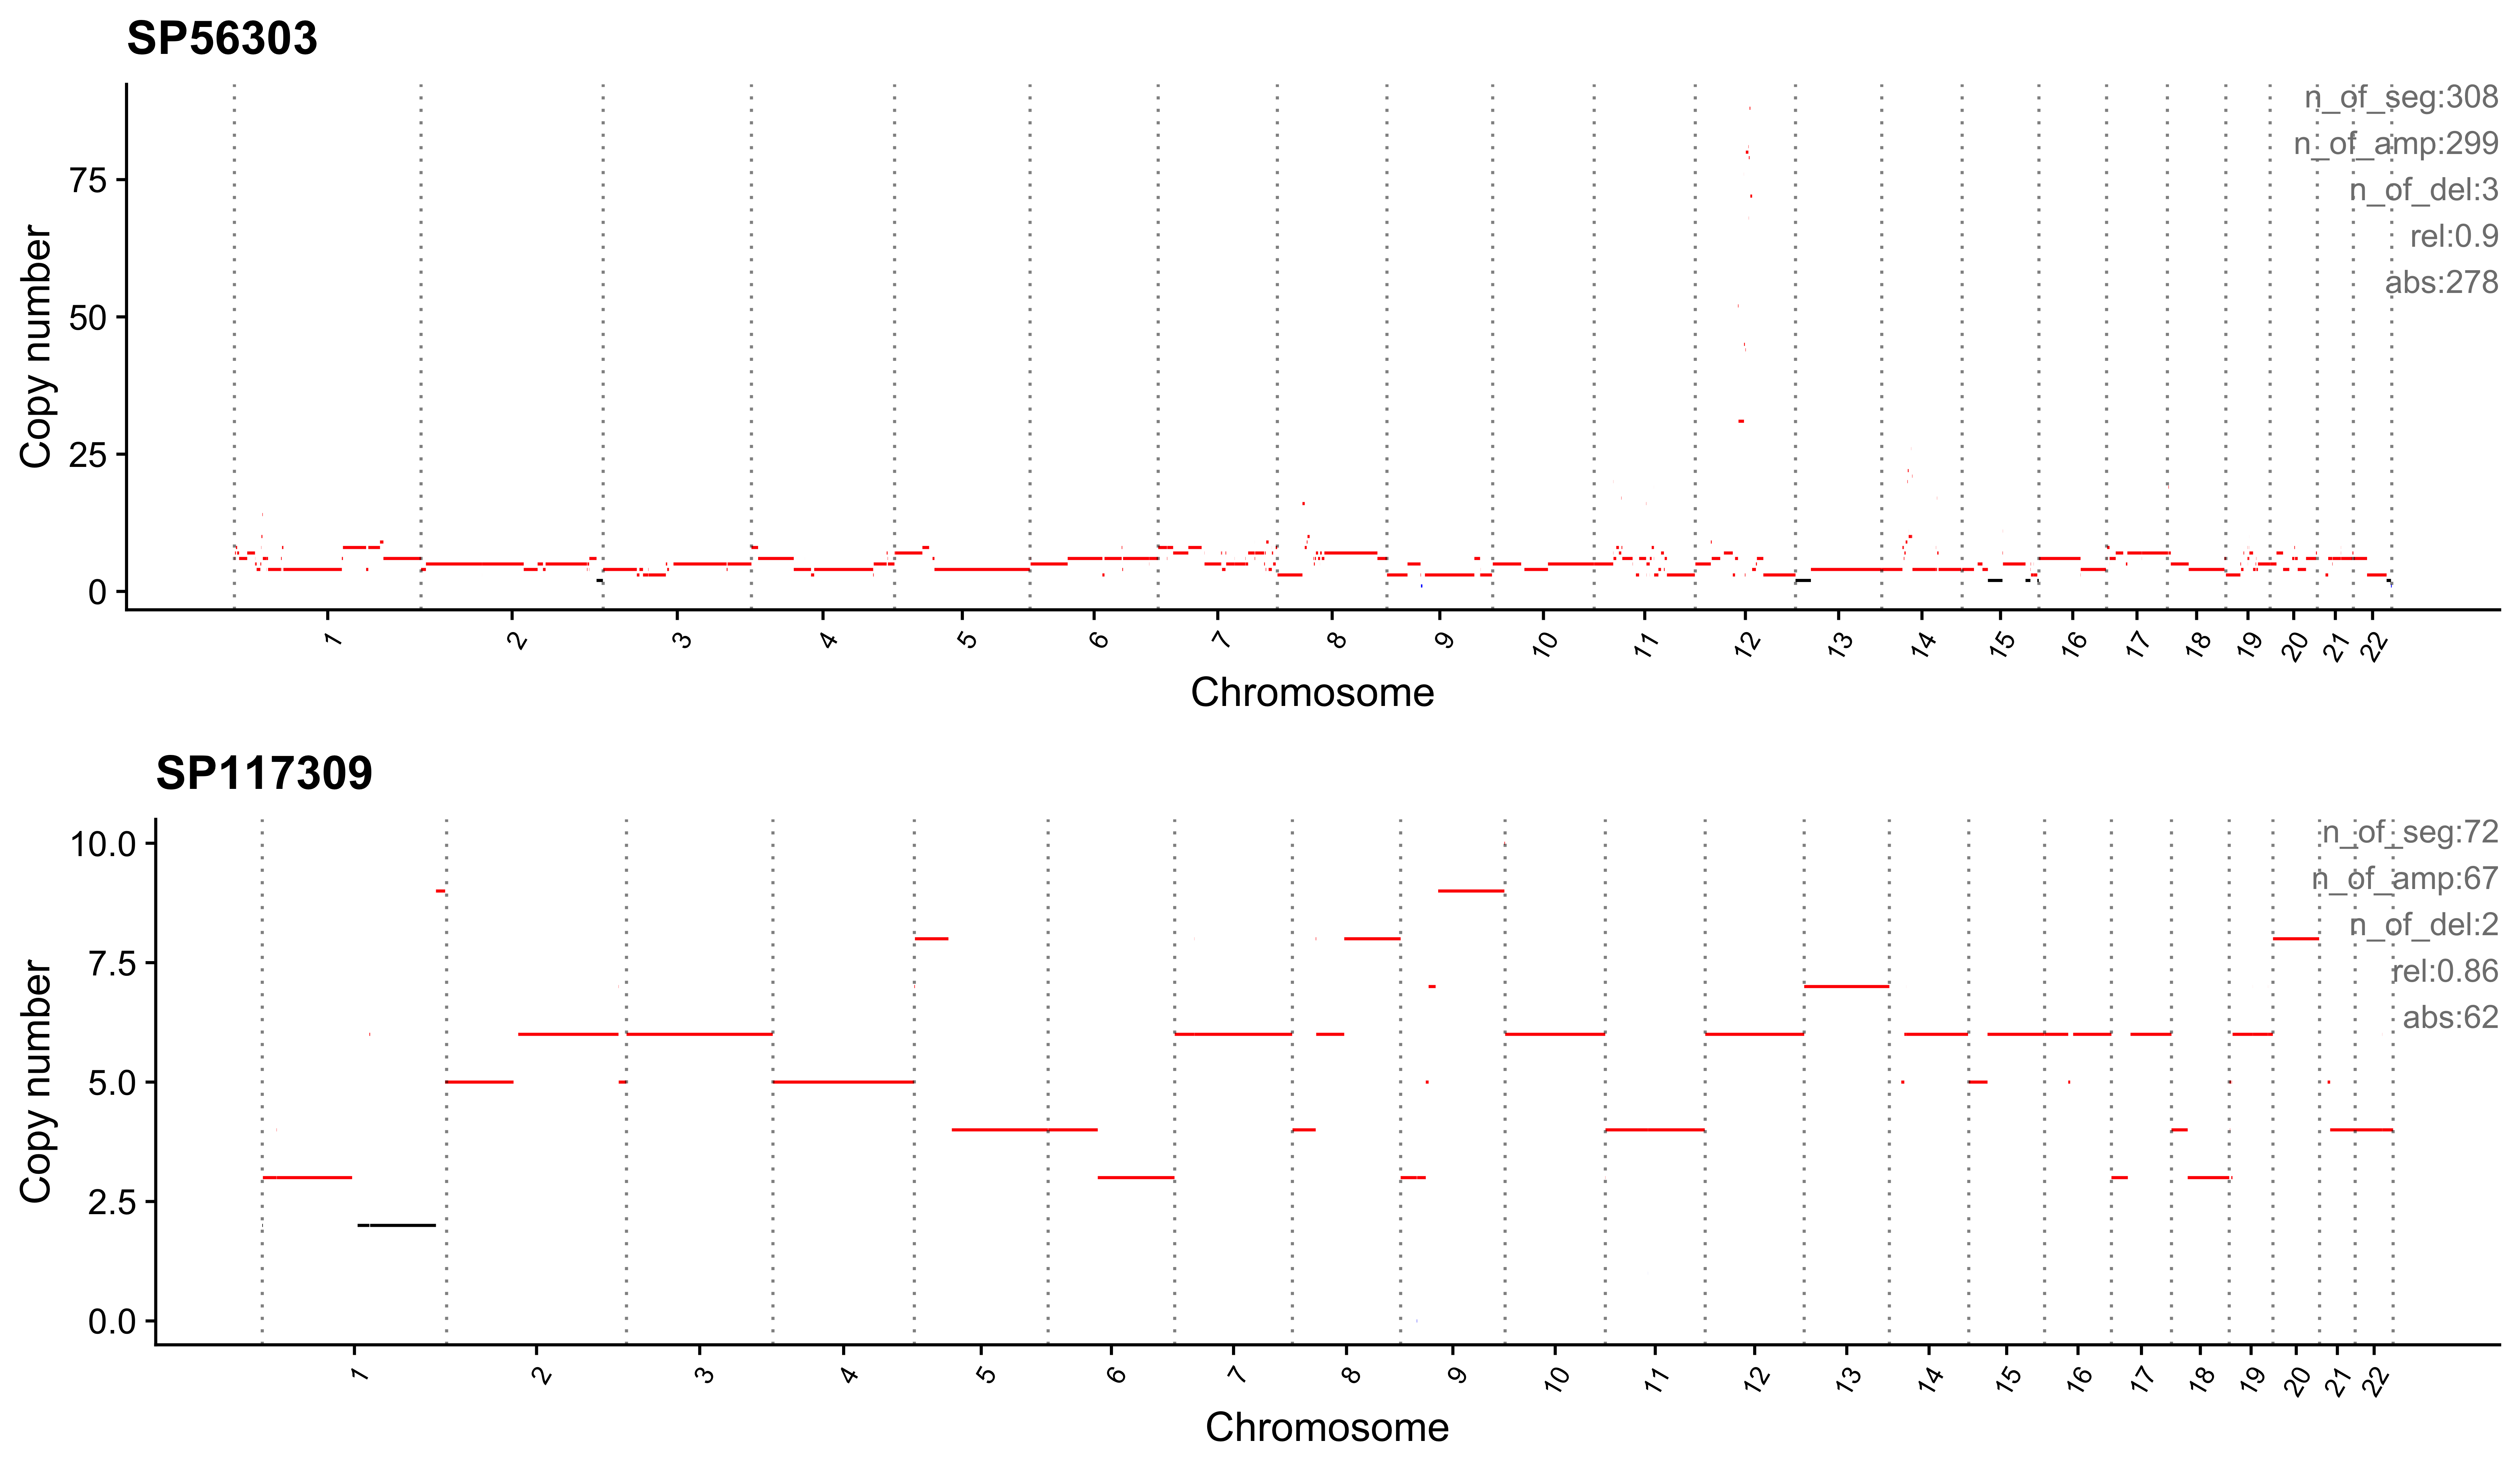 SP56303
n_of_seg:308
n_of_amp:299
n_of_del:3
rel:0.9
abs:278
75
50
25
0
Copy number
1 2 3 4 5 6 7 8 9 10 11 12 13 14 15 16 17 18 19 20 21 22
Chromosome
SP117309
n_of_seg:72
n_of_amp:67
n_of_del:2
rel:0.86
abs:62
10.0
7.5
5.0
2.5
0.0
Copy number
1 2 3 4 5 6 7 8 9 10 11 12 13 14 15 16 17 18 19 20 21 22
Chromosome